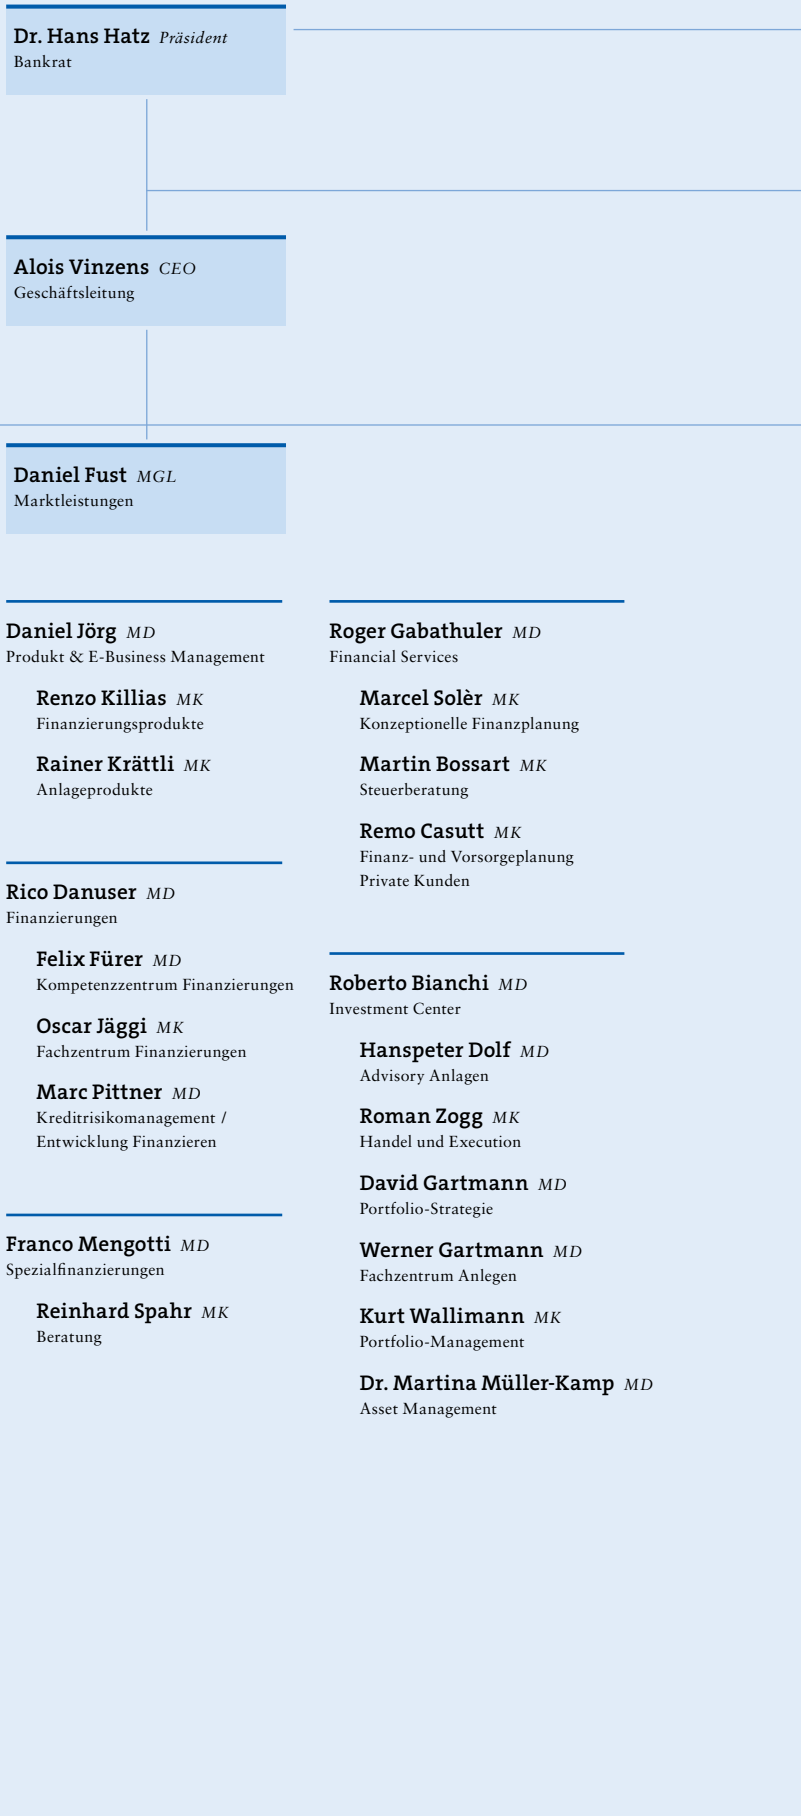 Dr. Hans Hatz Präsident
Bankrat
Alois Vinzens CEO
Geschäftsleitung
Daniel Fust MGL
Marktleistungen
Daniel Jörg MD
Produkt & E-Business Management
Renzo Killias MK
Finanzierungsprodukte
Rainer Krättli MK
Anlageprodukte
Rico Danuser MD
Finanzierungen
Felix Fürer MD
Kompetenzzentrum Finanzierungen
Oscar Jäggi MK
Fachzentrum Finanzierungen
Marc Pittner MD
Kreditrisikomanagement /
Entwicklung Finanzieren
Franco Mengotti MD
Spezialfinanzierungen
Reinhard Spahr MK
Beratung
Roger Gabathuler MD
Financial Services
Marcel Solèr MK
Konzeptionelle Finanzplanung
Martin Bossart MK
Steuerberatung
Remo Casutt MK
Finanz- und Vorsorgeplanung
Private Kunden
Roberto Bianchi MD
Investment Center
Hanspeter Dolf MD
Advisory Anlagen
Roman Zogg MK
Handel und Execution
David Gartmann MD
Portfolio-Strategie
Werner Gartmann MD
Fachzentrum Anlegen
Kurt Wallimann MK
Portfolio-Management
Dr. Martina Müller-Kamp MD
Asset Management